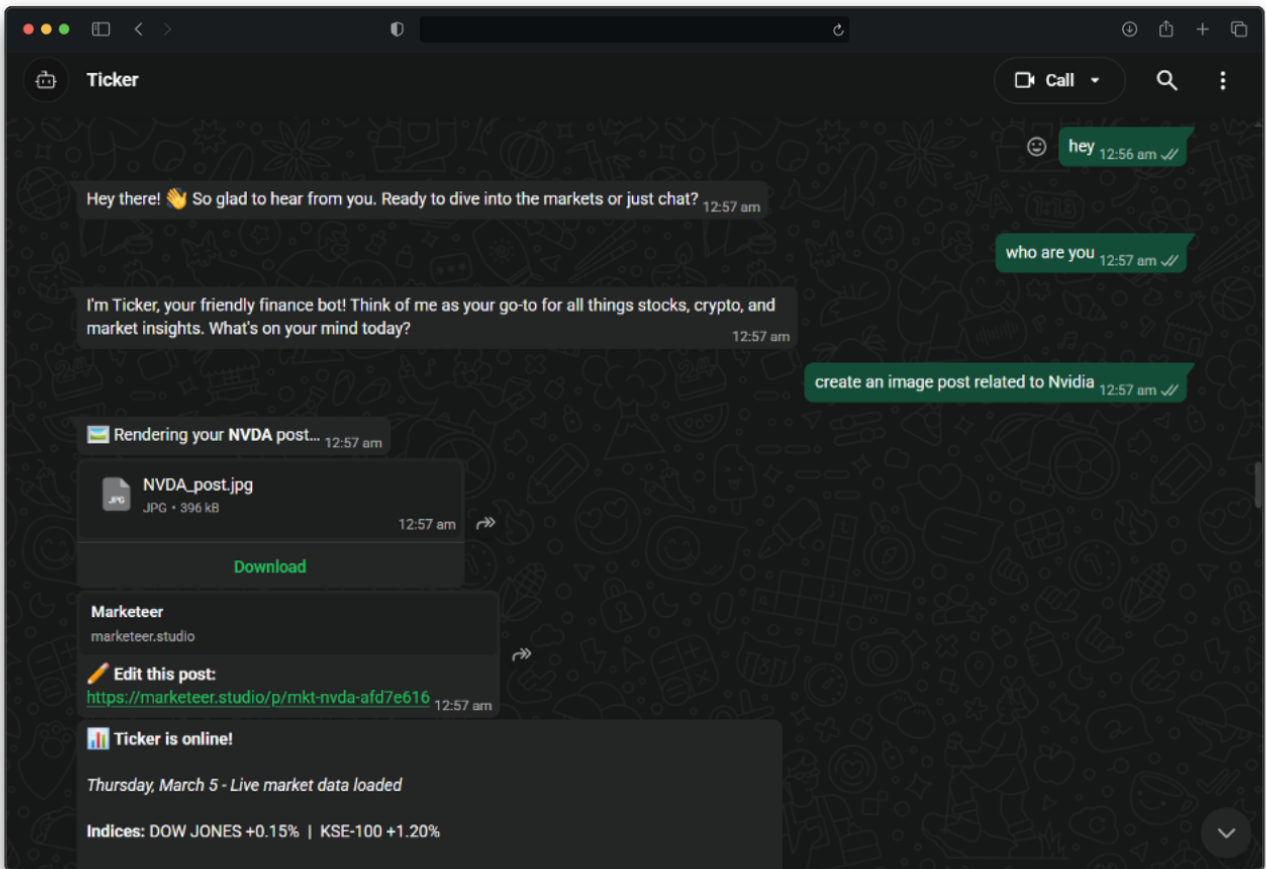 Ticker
Call
hey 12:56 am
Hey there! 👋 So glad to hear from you. Ready to dive into the markets or just chat? 12:57 am
who are you 12:57 am
I'm Ticker, your friendly finance bot! Think of me as your go-to for all things stocks, crypto, and
market insights. What's on your mind today?
12:57 am
create an image post related to Nvidia 12:57 am
Rendering your NVDA post... 12:57 am
NVDA_post.jpg
JPG
JPG • 396 kB
12:57 am
Download
Marketeer
marketeer.studio
Edit this post:
https://marketeer.studio/p/mkt-nvda-afd7e616 12:57 am
Ticker is online!
Thursday, March 5 - Live market data loaded
Indices: DOW JONES +0.15% | KSE-100 +1.20%